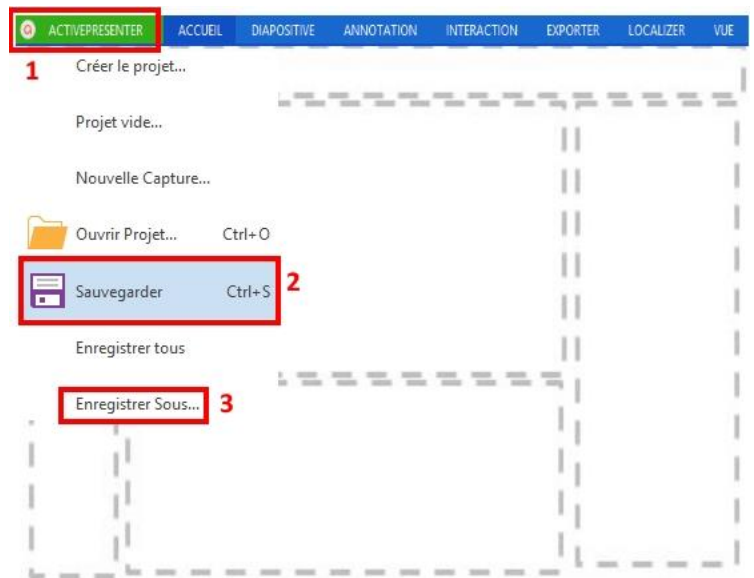 ACTIVEPRESENTER ACCUEIL DIAPOSITIVE ANNOTATION INTERACTION EXPORTER LOCALIZER VUE
1 Créer le projet...
Projet vide...
Nouvelle Capture...
Ouvrir Projet... Ctrl+O
Sauvegarder Ctrl+S 2
Enregistrer tous
Enregistrer Sous... 3